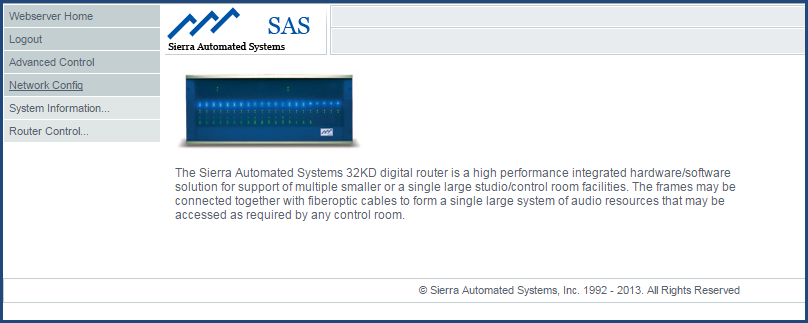 Webserver Home
Logout
Advanced Control
Network Config
System Information...
Router Control...
SAS
Sierra Automated Systems
The Sierra Automated Systems 32KD digital router is a high performance integrated hardware/software
solution for support of multiple smaller or a single large studio/control room facilities. The frames may be
connected together with fiberoptic cables to form a single large system of audio resources that may be
accessed as required by any control room.
© Sierra Automated Systems, Inc. 1992 - 2013. All Rights Reserved